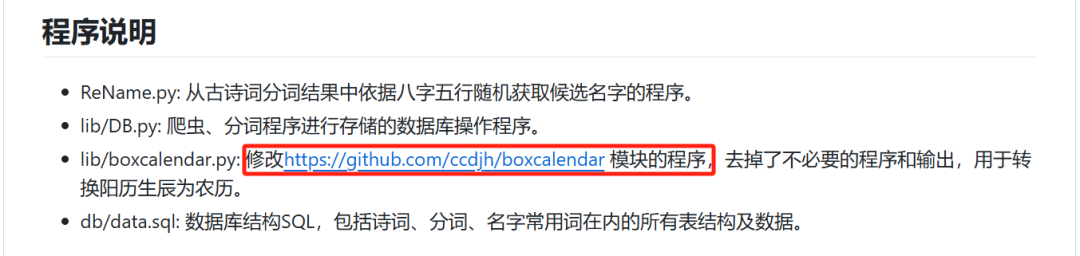 程序说明
• ReName.py: 从古诗词分词结果中依据八字五行随机获取候选名字的程序。
• lib/DB.py: 爬虫、分词程序进行存储的数据库操作程序。
• lib/boxcalendar.py: 修改https://github.com/ccdjh/boxcalendar 模块的程序，去掉了不必要的程序和输出，用于转
换阳历生辰为农历。
• db/data.sql: 数据库结构SQL，包括诗词、分词、名字常用词在内的所有表结构及数据。